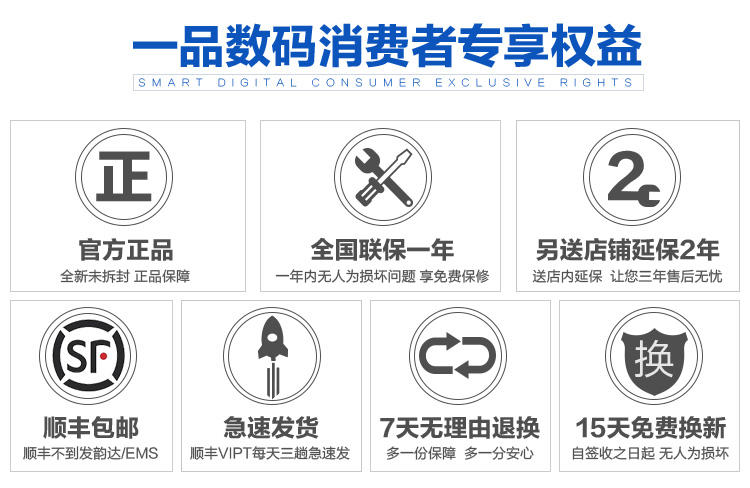 一品数码消费者专享权益
SMART DIGITAL CONSUMER EXCLUSIVE RIGHTS
正
官方正品
全新未拆封 正品保障
全国联保一年
一年内无人为损坏问题 享免费保修
2
另送店铺延保2年
送店内延保 让您三年售后无忧
SF
顺丰包邮
顺丰不到发韵达/EMS
急速发货
顺丰VIPT每天三趟急速发
7天无理由退换
多一份保障 多一分安心
换
15天免费换新
自签收之日起 无人为损坏